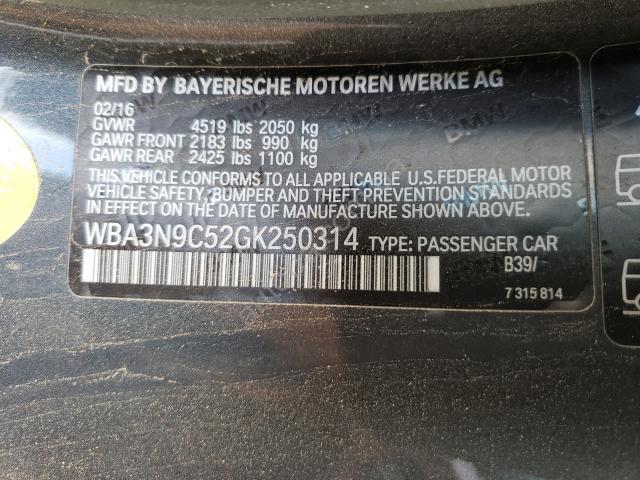 MFD BY BAYERISCHE MOTOREN WERKE AG
02/16
GVWR 4519 lbs 2050 kg
GAWR FRONT 2183 lbs 990 kg
GAWR REAR 2425 lbs 1100 kg
THIS VEHICLE CONFORMS TO ALL APPLICABLE U.S.FEDERAL MOTOR
VEHICLE SAFETY, BUMPER AND THEFT PREVENTION STANDARDS
IN EFFECT ON THE DATE OF MANUFACTURE SHOWN ABOVE.
WBA3N9C52GK250314 TYPE: PASSENGER CAR
B39/
7 315 814